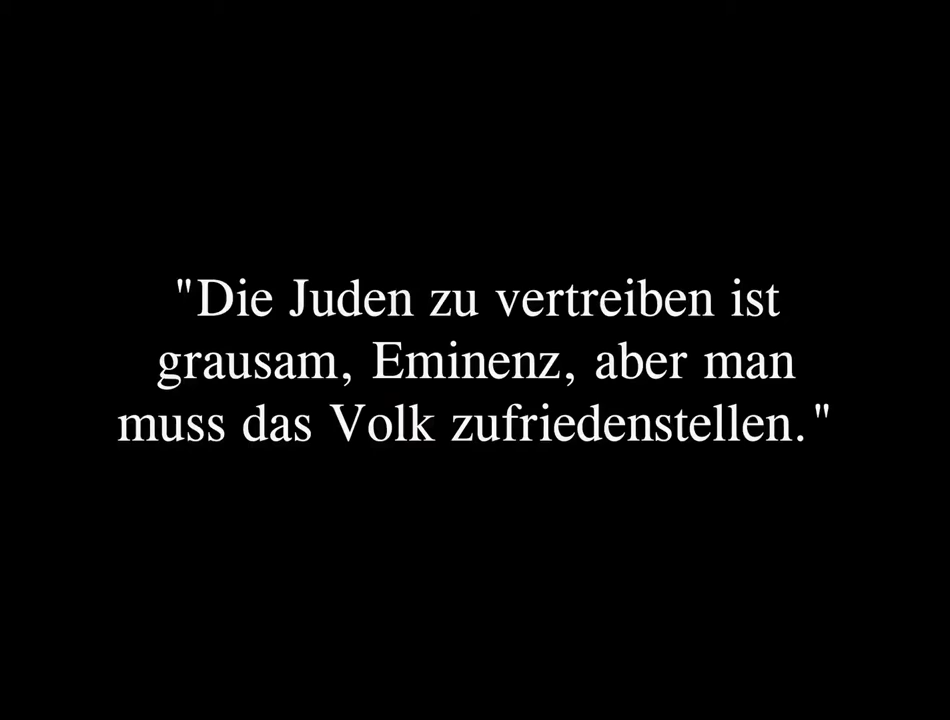 "Die Juden zu vertreiben ist
grausam, Eminenz, aber man
muss das Volk zufriedenstellen."